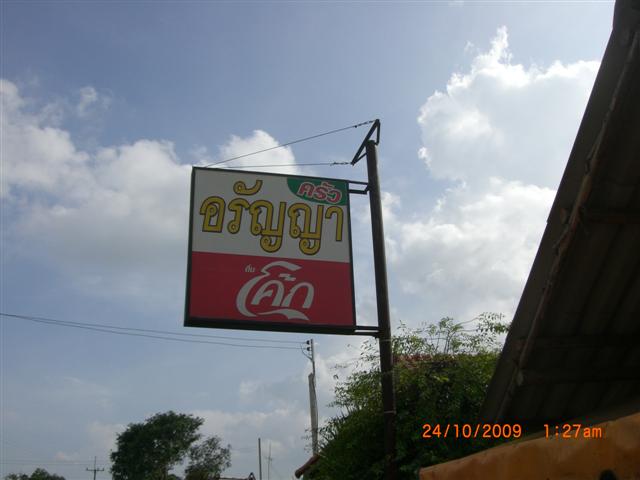 ครัว
อรัญญา
ดื่ม
โค้ก
24/10/2009 1:27am